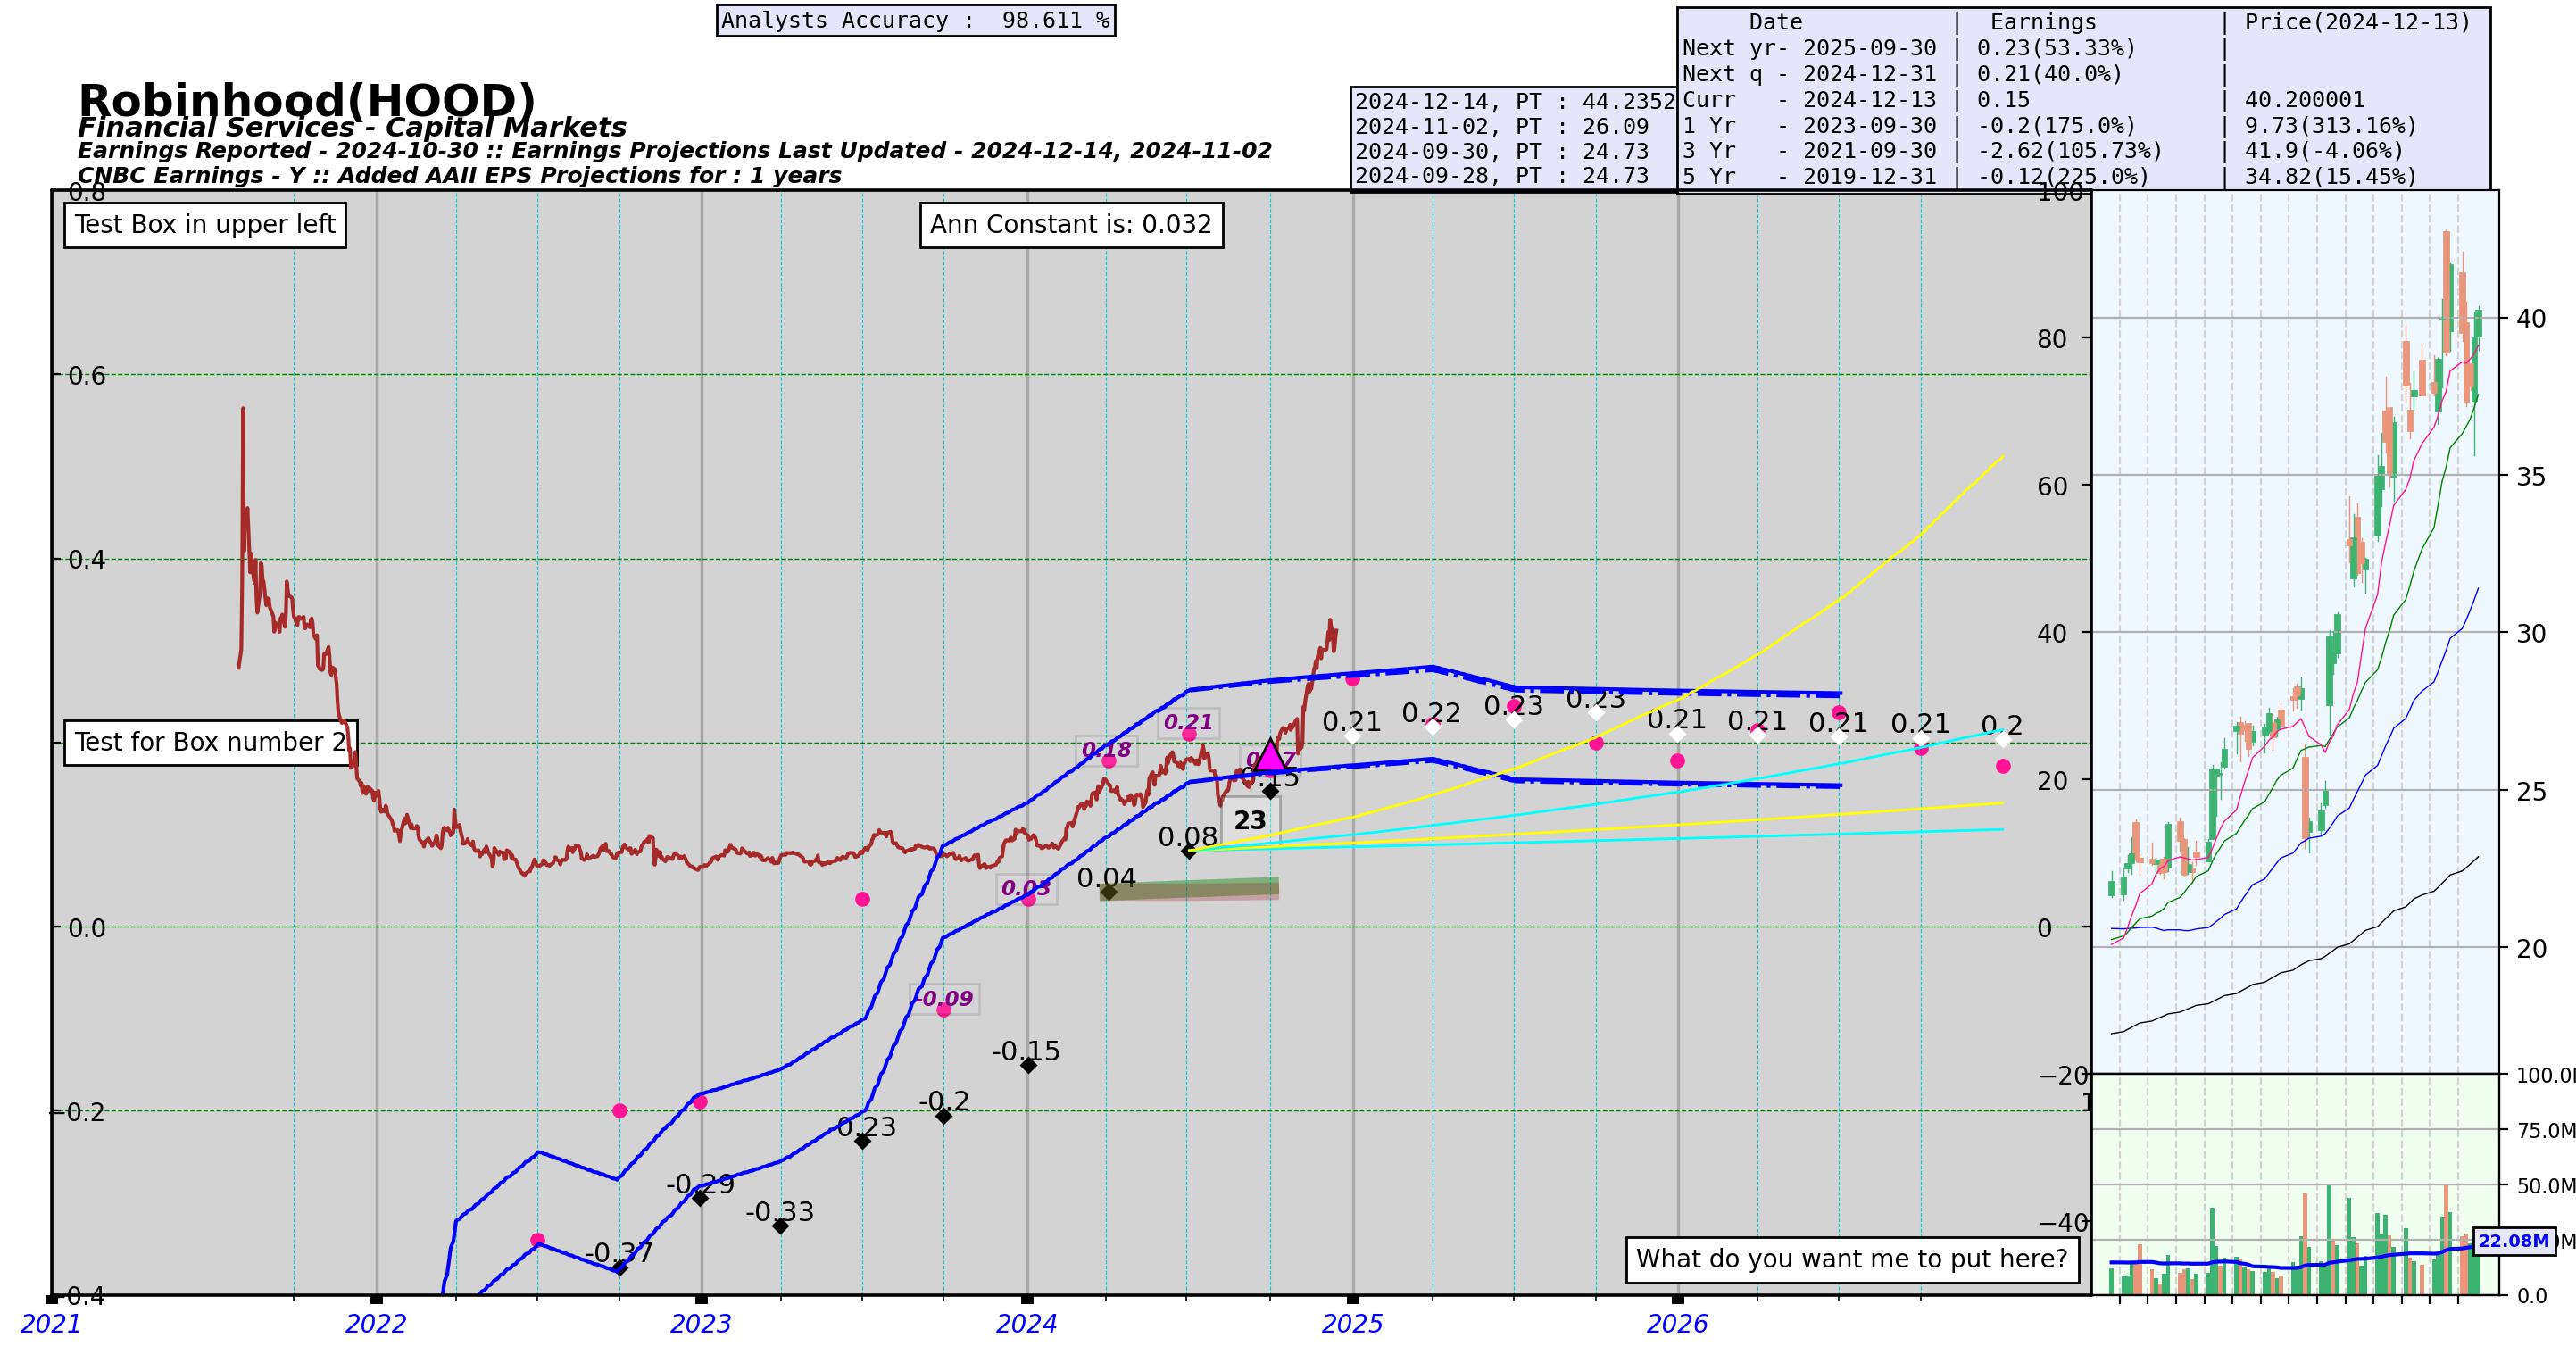 Analysts Accuracy :  98.611 %
Date | Earnings | Price(2024-12-13)
Next yr- 2025-09-30 | 0.23(53.33%) |
Next q - 2024-12-31 | 0.21(40.0%) |
Curr - 2024-12-13 | 0.15 | 40.200001
1 Yr - 2023-09-30 | -0.2(175.0%) | 9.73(313.16%)
3 Yr - 2021-09-30 | -2.62(105.73%) | 41.9(-4.06%)
5 Yr - 2019-12-31 | -0.12(225.0%) | 34.82(15.45%)
2024-12-14, PT : 44.2352
2024-11-02, PT : 26.09
2024-09-30, PT : 24.73
2024-09-28, PT : 24.73
Robinhood(HOOD)
Financial Services - Capital Markets
Earnings Reported - 2024-10-30 :: Earnings Projections Last Updated - 2024-12-14, 2024-11-02
CNBC Earnings - Y :: Added AAII EPS Projections for : 1 years
Test Box in upper left
Ann Constant is: 0.032
Test for Box number 2
What do you want me to put here?
0.8
0.6
0.4
0.0
-0.2
-0.4
100
80
60
40
20
0
−20
−40
-0.37
-0.29
-0.33
0.23
-0.2
-0.15
0.04
0.08
0.15
0.21
0.22
0.23
0.23
0.21
0.21
0.21
0.21
0.2
-0.09
0.03
0.18
0.21
23
40
35
30
25
20
100.0M
75.0M
50.0M
22.08M
0.0
2021
2022
2023
2024
2025
2026